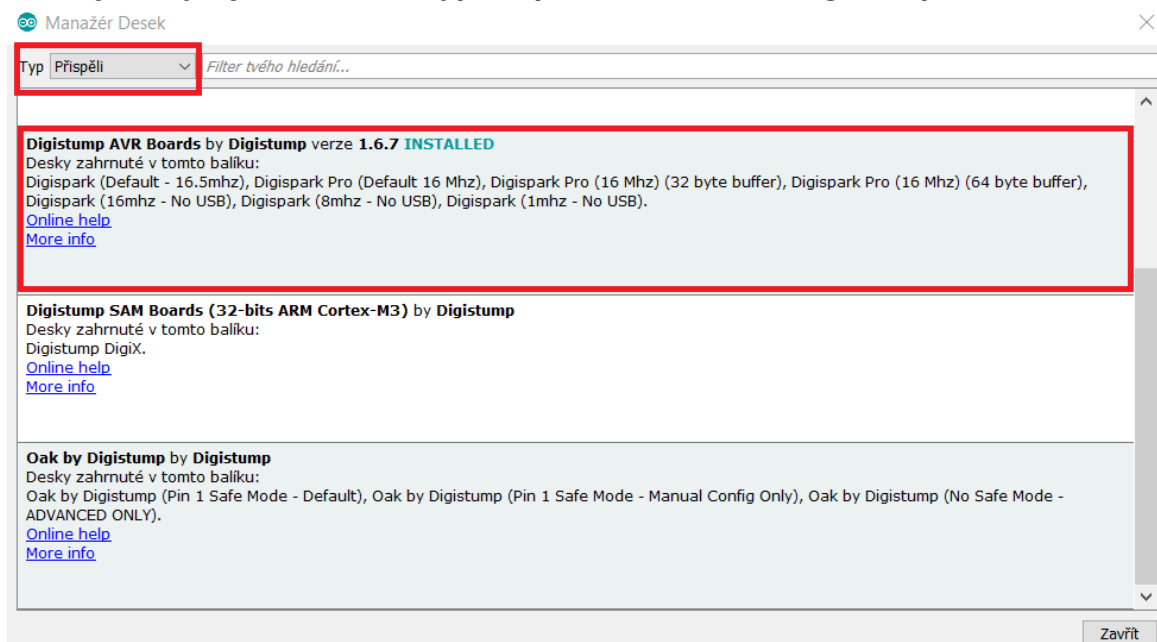 Manažér Desek
Typ Přispěli Filter tvého hledání...
Digistump AVR Boards by Digistump verze 1.6.7 INSTALLED
Desky zahrnuté v tomto balíku:
Digispark (Default - 16.5mhz), Digispark Pro (Default 16 Mhz), Digispark Pro (16 Mhz) (32 byte buffer), Digispark Pro (16 Mhz) (64 byte buffer),
Digispark (16mhz - No USB), Digispark (8mhz - No USB), Digispark (1mhz - No USB).
Online help
More info
Digistump SAM Boards (32-bits ARM Cortex-M3) by Digistump
Desky zahrnuté v tomto balíku:
Digistump DigiX.
Online help
More info
Oak by Digistump by Digistump
Desky zahrnuté v tomto balíku:
Oak by Digistump (Pin 1 Safe Mode - Default), Oak by Digistump (Pin 1 Safe Mode - Manual Config Only), Oak by Digistump (No Safe Mode -
ADVANCED ONLY).
Online help
More info
Zavřít